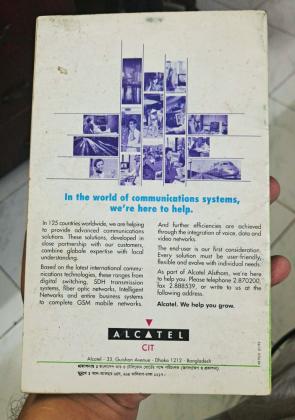 In the world of communications systems,
we're here to help.
In 125 countries worldwide, we are helping
to provide advanced communications
solutions. These solutions, developed in
close partnership with our customers,
combine globale expertise with local
understanding.
Based on the latest international commu-
nications technologies, these ranges from
digital switching, SDH transmission
systems, fiber optic networks, Intelligent
Networks and entire business systems
to complete GSM mobile networks.
And further efficiencies are achieved
through the integration of voice, data and
video networks.
The end-user is our first consideration.
Every solution must be user-friendly,
flexible and evolve with individual needs.
As part of Alcatel Alsthom, we're here
to help you. Please telephone 2.870200,
fax 2.888539, or write to us at the
following address.
Alcatel. We help you grow.
ALCATEL
CIT
Alcatel - 33, Gulshan Avenue - Dhaka 1212 - Bangladesh